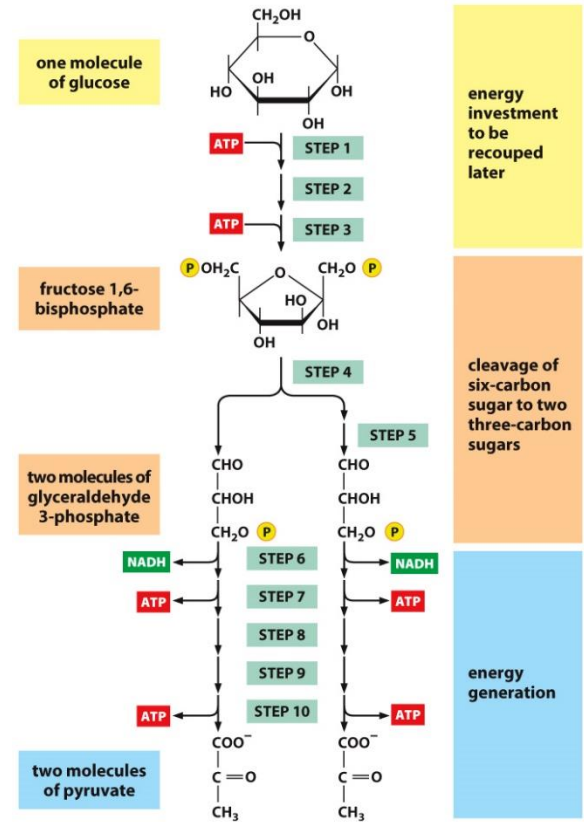 CH₂OH
O
HO
OH
OH
OH
one molecule
of glucose
energy
investment
to be
recouped
later
ATP
STEP 1
STEP 2
ATP
STEP 3
P OH₂C
O
CH₂O P
HO
OH
OH
fructose 1,6-
bisphosphate
STEP 4
cleavage of
six-carbon
sugar to two
three-carbon
sugars
STEP 5
CHO
CHO
CHOH
CHOH
CH₂O P
CH₂O P
two molecules of
glyceraldehyde
3-phosphate
NADH
STEP 6
NADH
ATP
STEP 7
ATP
STEP 8
STEP 9
ATP
STEP 10
ATP
energy
generation
COO⁻
COO⁻
C=O
C=O
CH₃
CH₃
two molecules
of pyruvate